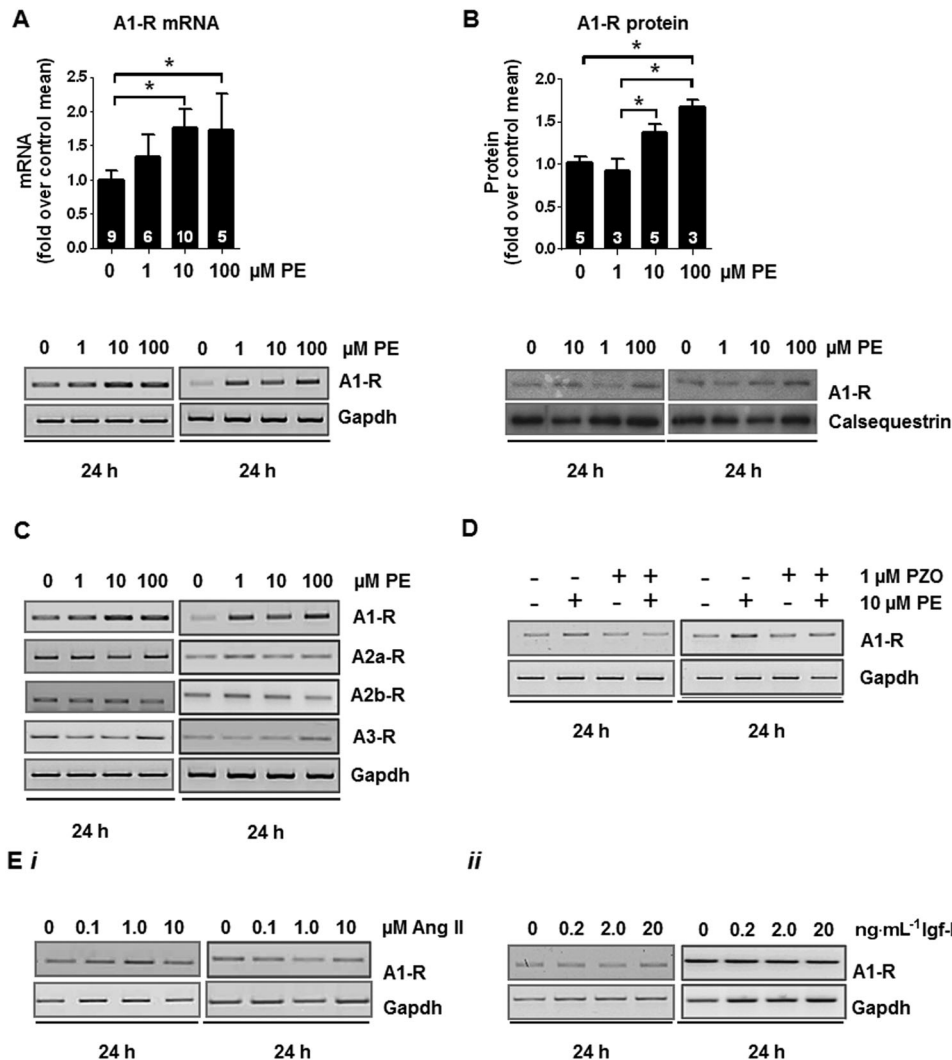 A
A1-R mRNA
mRNA
(fold over control mean)
2.5
2.0
1.5
1.0
0.5
0.0
*
*
9 6 10 5
0 1 10 100 µM PE
0 1 10 100 0 1 10 100 µM PE
A1-R
Gapdh
24 h 24 h
B
A1-R protein
Protein
(fold over control mean)
2.0
1.5
1.0
0.5
0.0
*
*
*
5 3 5 3
0 1 10 100 µM PE
0 10 1 100 0 1 10 100 µM PE
A1-R
Calsequestrin
24 h 24 h
C
0 1 10 100 0 1 10 100 µM PE
A1-R
A2a-R
A2b-R
A3-R
Gapdh
24 h 24 h
D
- - + + - - + + 1 µM PZO
- + - + - + - + 10 µM PE
A1-R
Gapdh
24 h 24 h
E i
0 0.1 1.0 10 0 0.1 1.0 10 µM Ang II
A1-R
Gapdh
24 h 24 h
ii
0 0.2 2.0 20 0 0.2 2.0 20 ng·mL⁻¹Igf-I
A1-R
Gapdh
24 h 24 h